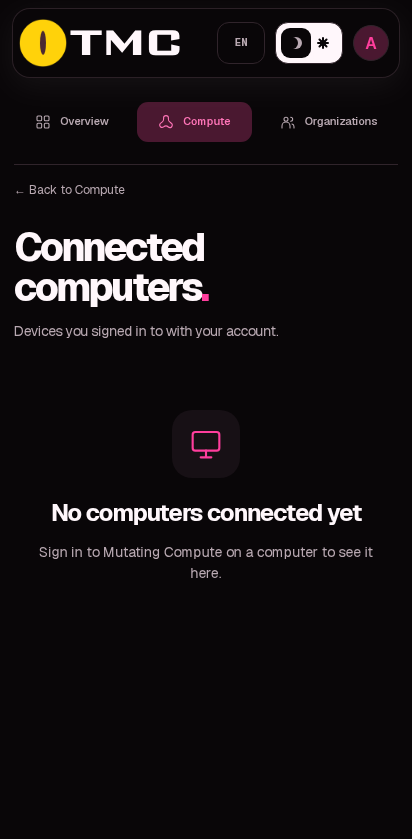 TMC
EN
A
Overview
Compute
Organizations
← Back to Compute
Connected
computers.
Devices you signed in to with your account.
No computers connected yet
Sign in to Mutating Compute on a computer to see it
here.